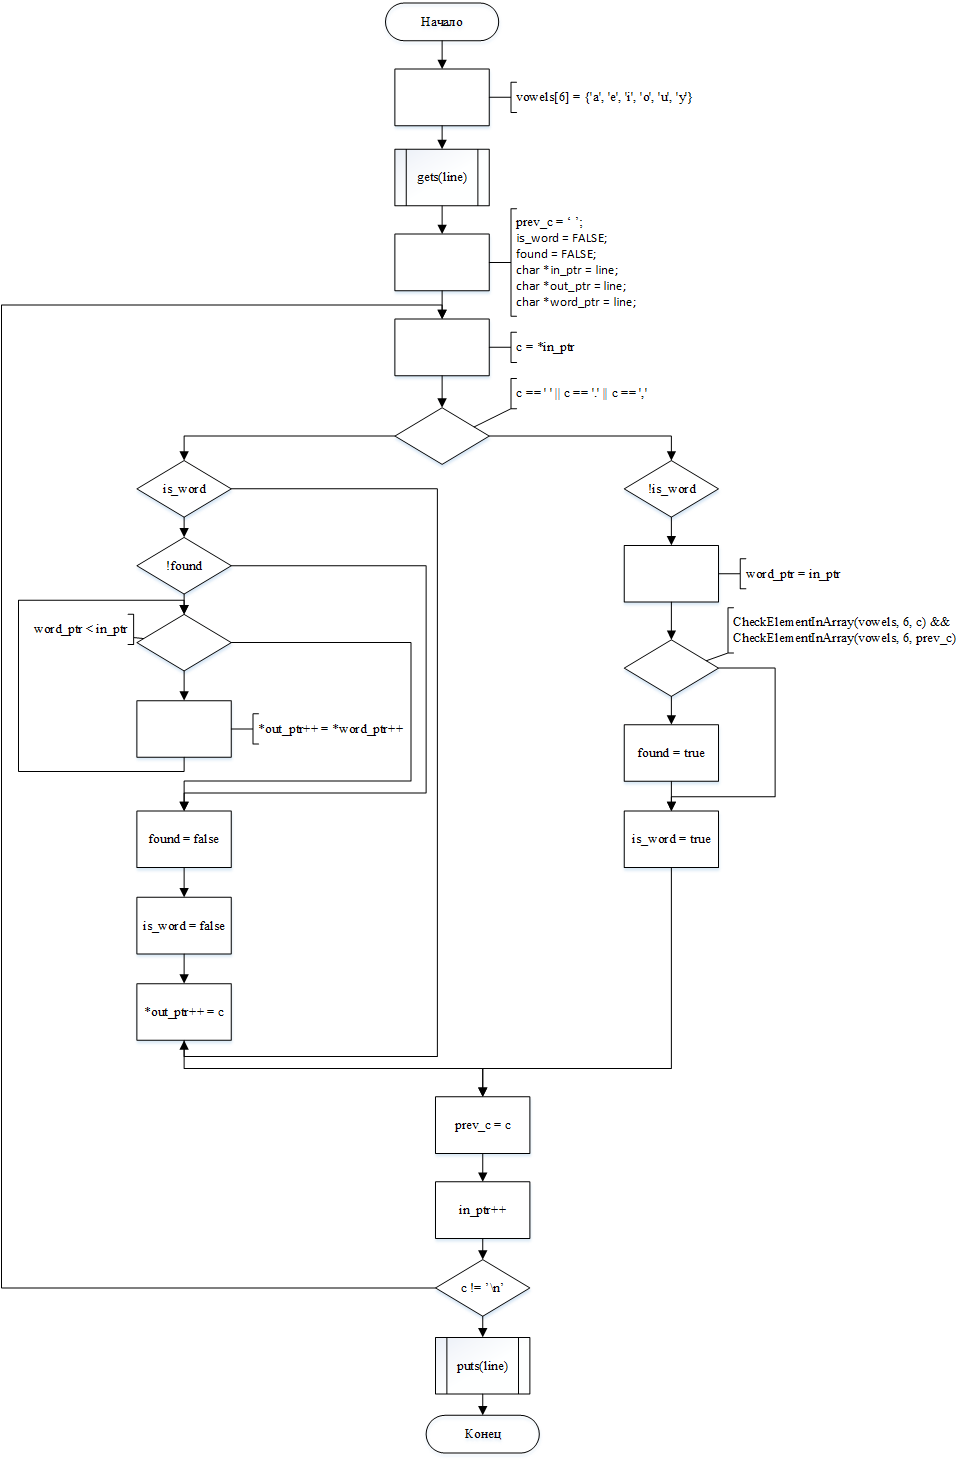 Начало
vowels[6] = {'a', 'e', 'i', 'o', 'u', 'y'}
gets(line)
prev_c = ‘ ’;
is_word = FALSE;
found = FALSE;
char *in_ptr = line;
char *out_ptr = line;
char *word_ptr = line;
c = *in_ptr
c == ' ' || c == '.' || c == ','
is_word
!is_word
!found
word_ptr = in_ptr
word_ptr < in_ptr
CheckElementInArray(vowels, 6, c) &&
CheckElementInArray(vowels, 6, prev_c)
*out_ptr++ = *word_ptr++
found = true
found = false
is_word = true
is_word = false
*out_ptr++ = c
prev_c = c
in_ptr++
c != ’\n’
puts(line)
Конец